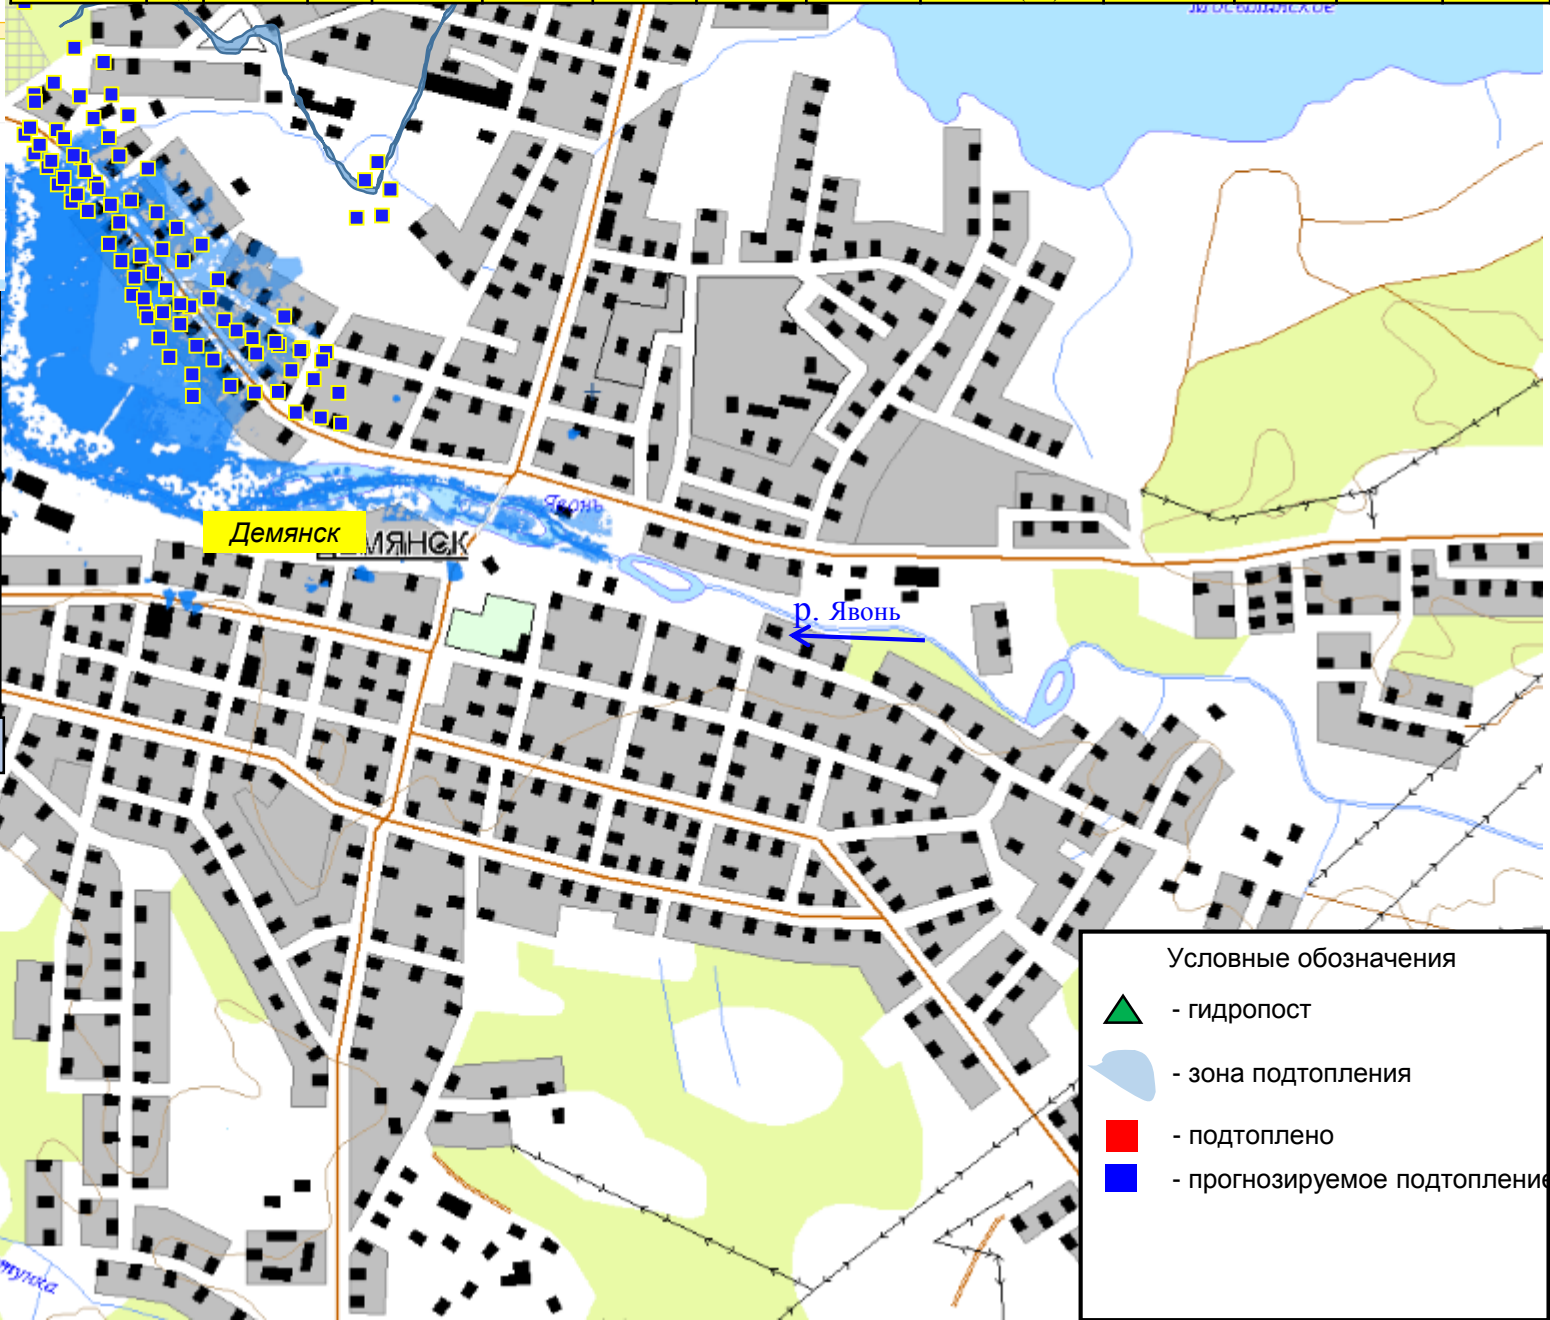 Явонь
Демянск
ДЕМЯНСК
р. Явонь
Условные обозначения
- гидропост
- зона подтопления
- подтоплено
- прогнозируемое подтопление